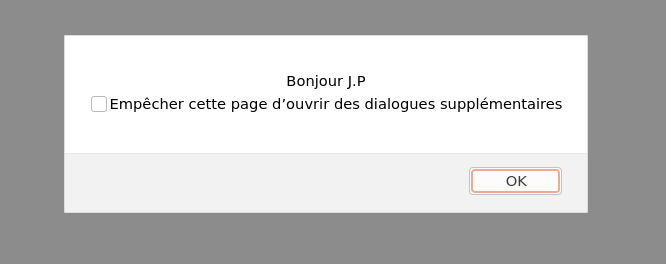 Bonjour J.P
Empêcher cette page d’ouvrir des dialogues supplémentaires
OK